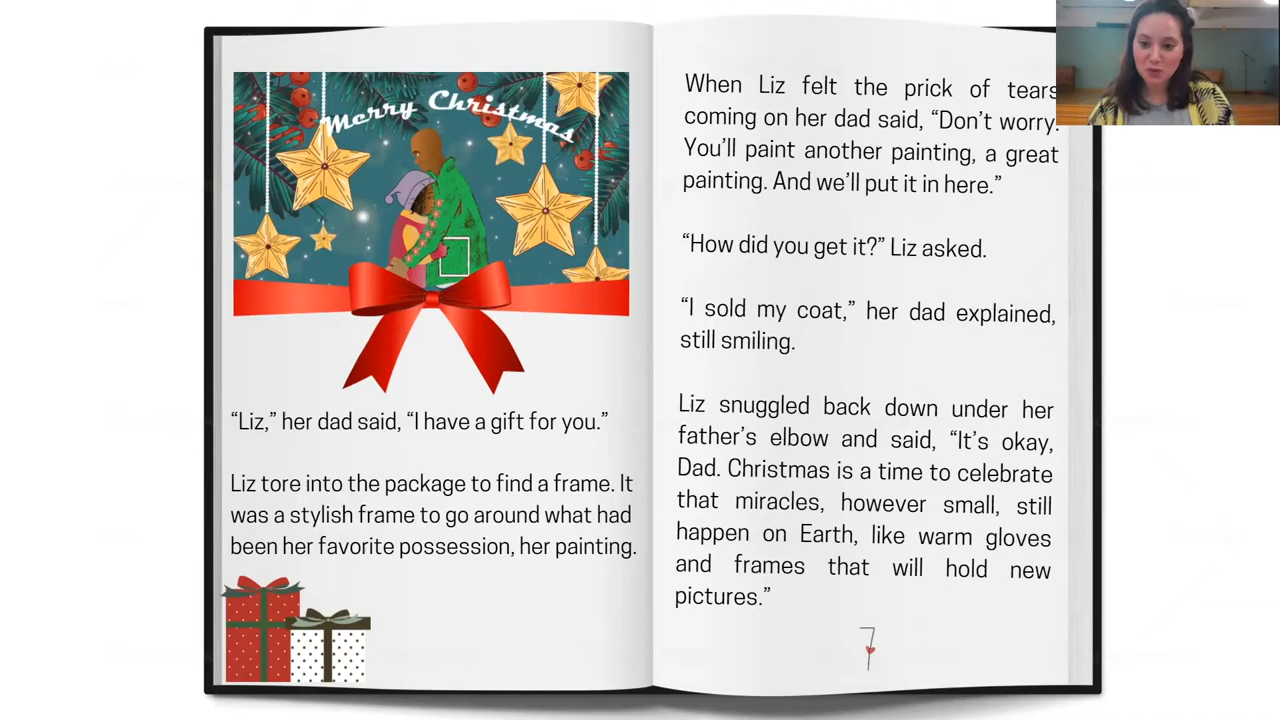 Merry Christmas
“Liz,” her dad said, “I have a gift for you.”
Liz tore into the package to find a frame. It
was a stylish frame to go around what had
been her favorite possession, her painting.
When Liz felt the prick of tears
coming on her dad said, “Don’t worry.
You’ll paint another painting, a great
painting. And we’ll put it in here.”
“How did you get it?” Liz asked.
“I sold my coat,” her dad explained,
still smiling.
Liz snuggled back down under her
father’s elbow and said, “It’s okay,
Dad. Christmas is a time to celebrate
that miracles, however small, still
happen on Earth, like warm gloves
and frames that will hold new
pictures.”
7